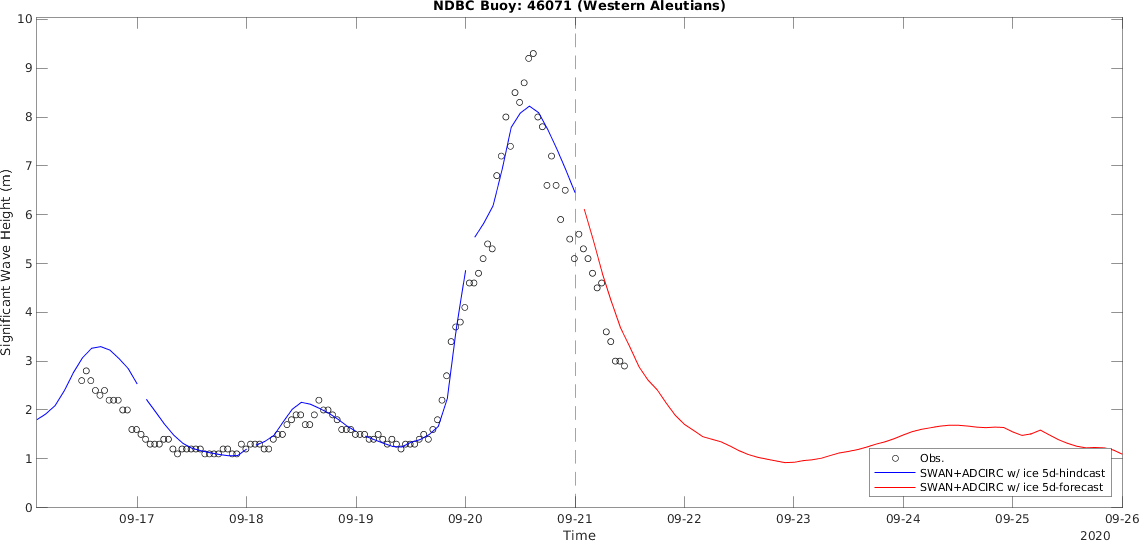 NDBC Buoy: 46071 (Western Aleutians)
Significant Wave Height (m)
10
9
8
7
6
5
4
3
2
1
0
Obs.
SWAN+ADCIRC w/ ice 5d-hindcast
SWAN+ADCIRC w/ ice 5d-forecast
09-17 09-18 09-19 09-20 09-21 09-22 09-23 09-24 09-25 09-26
Time
2020